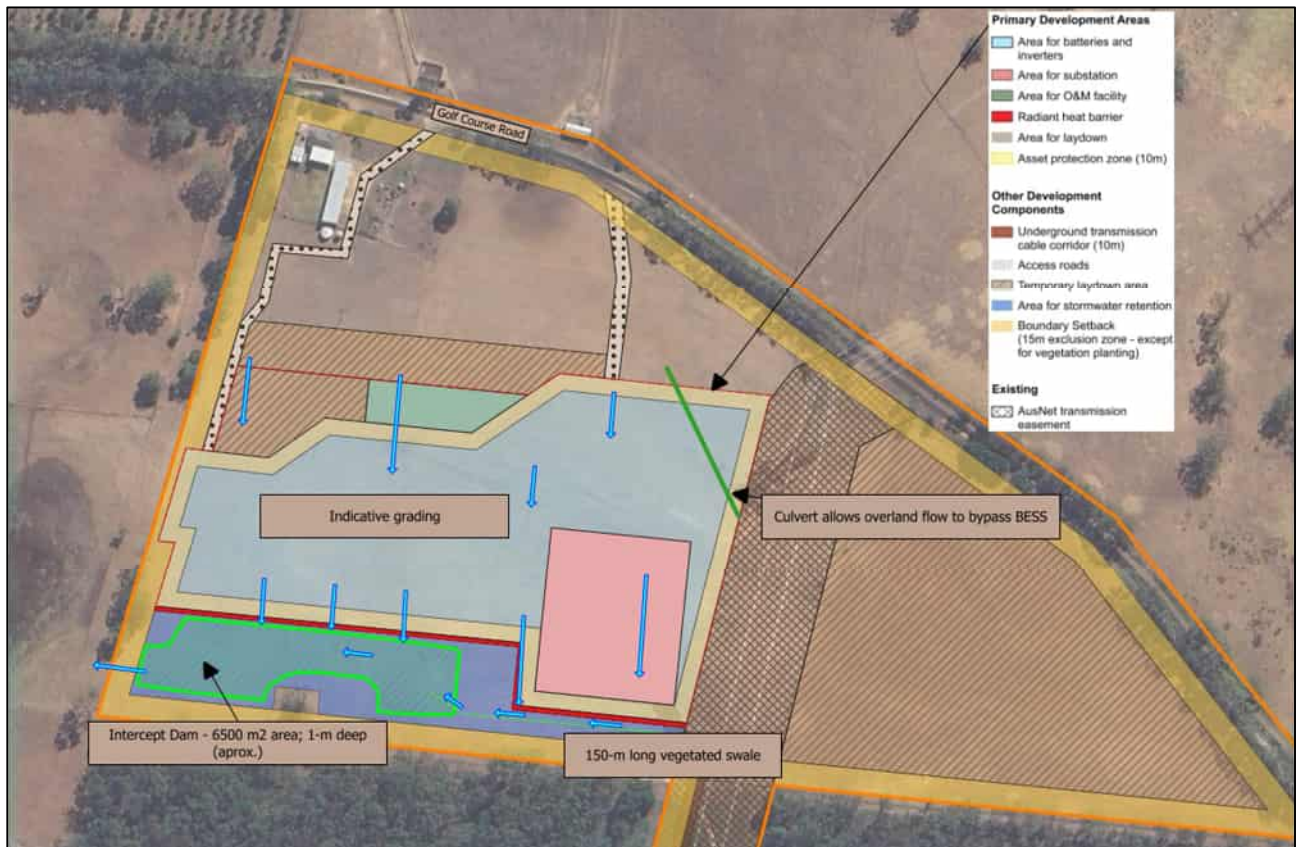 Primary Development Areas
Area for batteries and
inverters
Area for substation
Area for O&M facility
Radiant heat barrier
Area for laydown
Asset protection zone (10m)
Other Development
Components
Underground transmission
cable corridor (10m)
Access roads
Temporary laydown area
Area for stormwater retention
Boundary Setback
(15m exclusion zone - except
for vegetation planting)
Existing
AusNet transmission
easement
Golf Course Road
Indicative grading
Culvert allows overland flow to bypass BESS
Intercept Dam - 6500 m2 area; 1-m deep
(aprox.)
150-m long vegetated swale